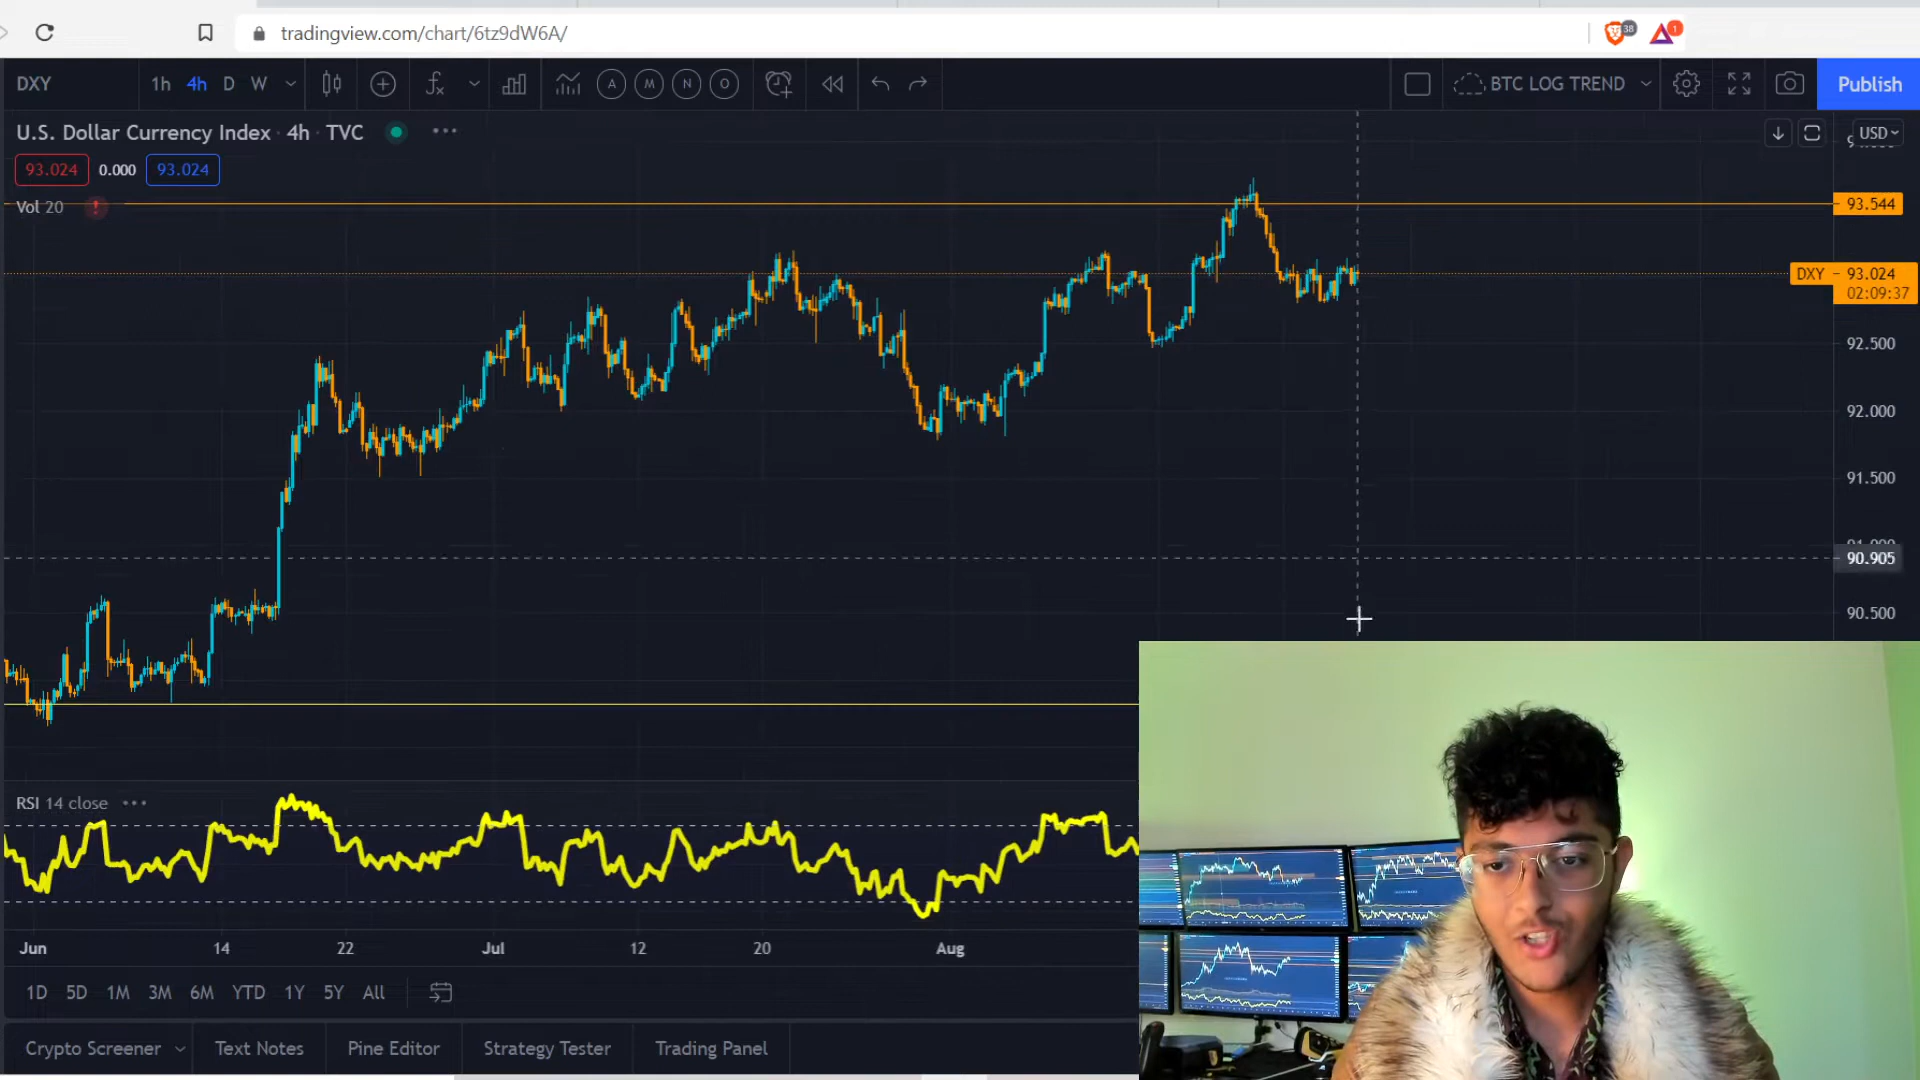 tradingview.com/chart/6tz9dW6A/
38
1
DXY
1h 4h D W
A M N O
BTC LOG TREND
Publish
U.S. Dollar Currency Index · 4h · TVC
USD
93.024 0.000 93.024
Vol 20
!
93.544
DXY 93.024
02:09:37
92.500
92.000
91.500
90.905
90.500
RSI 14 close
Jun 14 22 Jul 12 20 Aug
1D 5D 1M 3M 6M YTD 1Y 5Y All
Crypto Screener Text Notes Pine Editor Strategy Tester Trading Panel